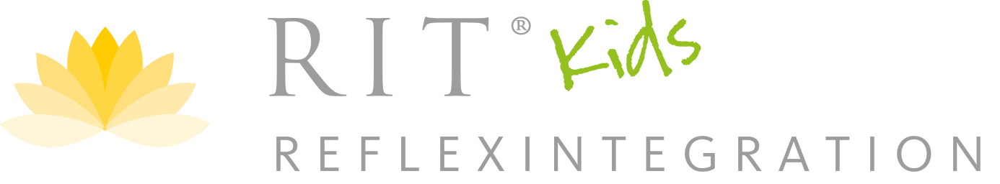 RIT® Kids
REFLEXINTEGRATION